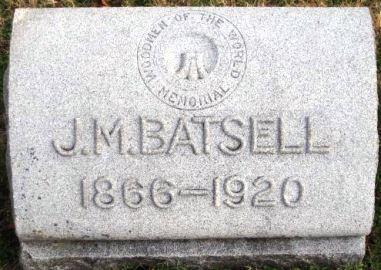 WOODMEN OF THE WORLD
MEMORIAL
J.M.BATSELL
1866–1920